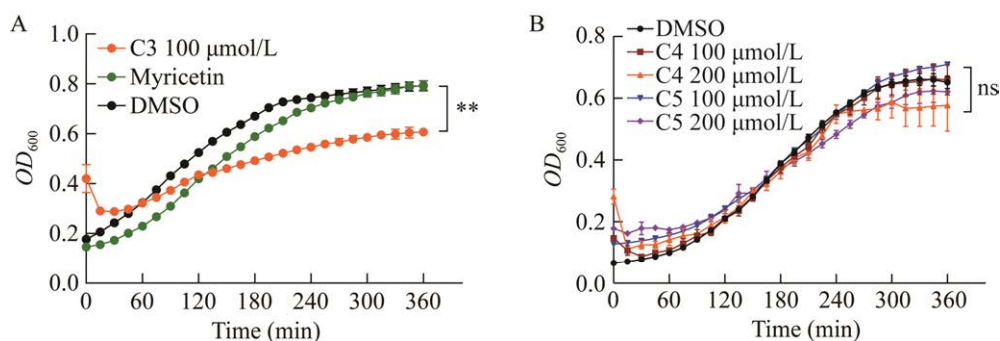 A
C3 100 μmol/L
Myricetin
DMSO
1.0
0.8
0.6
0.4
0.2
0.0
OD600
**
0 60 120 180 240 300 360
Time (min)
B
DMSO
C4 100 μmol/L
C4 200 μmol/L
C5 100 μmol/L
C5 200 μmol/L
0.8
0.6
0.4
0.2
0.0
OD600
ns
0 60 120 180 240 300 360
Time (min)